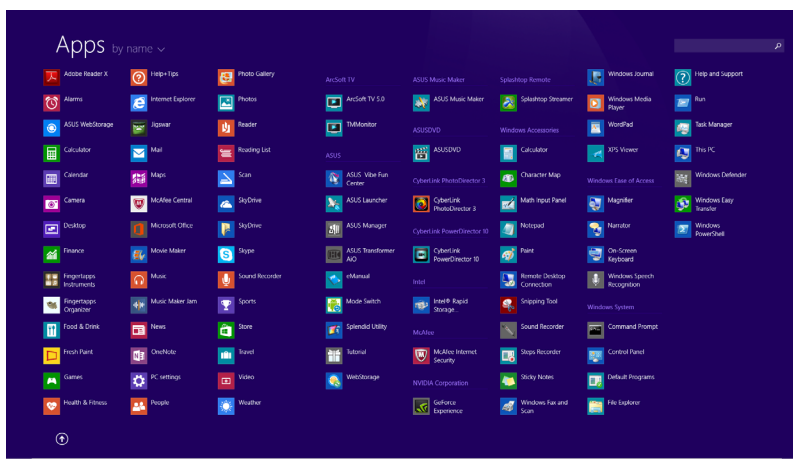 Apps by name
Adobe Reader X
Alarms
ASUS WebStorage
Calculator
Calendar
Camera
Desktop
Finance
Fingertapps
Instruments
Fingertapps
Organizer
Food & Drink
Fresh Paint
Games
Health & Fitness
Help+Tips
Internet Explorer
Jigswar
Mail
Maps
McAfee Central
Microsoft Office
Movie Maker
Music
Music Maker Jam
News
OneNote
PC settings
People
Photo Gallery
Photos
Reader
Reading List
Scan
SkyDrive
SkyDrive
Skype
Sound Recorder
Sports
Store
Travel
Video
Weather
ArcSoft TV
ArcSoft TV 5.0
TMMonitor
ASUS
ASUS Vibe Fun
Center
ASUS Launcher
ASUS Manager
ASUS Transformer
AiO
eManual
Mode Switch
Splendid Utility
Tutorial
WebStorage
ASUS Music Maker
ASUS Music Maker
ASUSDVD
ASUSDVD
CyberLink PhotoDirector 3
CyberLink
PhotoDirector 3
CyberLink PowerDirector 10
CyberLink
PowerDirector 10
Intel
Intel® Rapid
Storage...
McAfee
McAfee Internet
Security
NVIDIA Corporation
GeForce
Experience
Splashtop Remote
Splashtop Streamer
Windows Accessories
Calculator
Character Map
Math Input Panel
Notepad
Paint
Remote Desktop
Connection
Snipping Tool
Sound Recorder
Steps Recorder
Sticky Notes
Windows Fax and
Scan
Windows Journal
Windows Media
Player
WordPad
XPS Viewer
Windows Ease of Access
Magnifier
Narrator
On-Screen
Keyboard
Windows Speech
Recognition
Windows System
Command Prompt
Control Panel
Default Programs
File Explorer
Help and Support
Run
Task Manager
This PC
Windows Defender
Windows Easy
Transfer
Windows
PowerShell